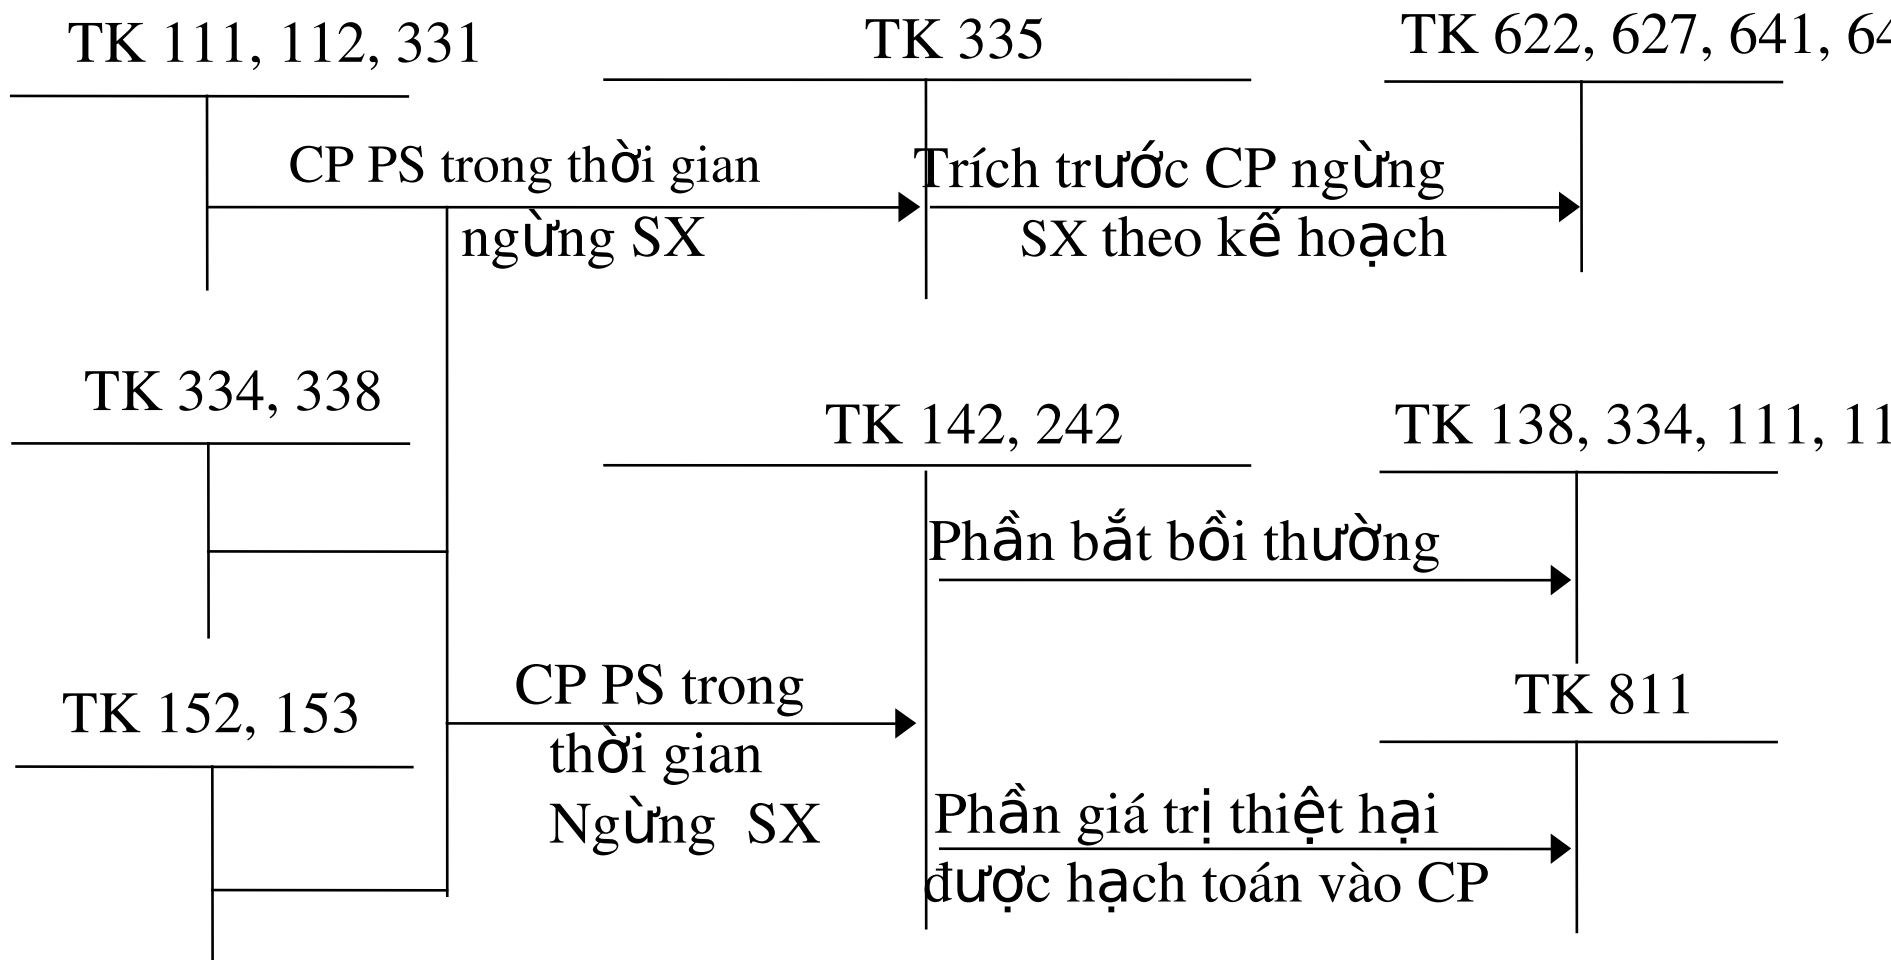 TK 111, 112, 331
TK 335
TK 622, 627, 641,
CP PS trong thời gian
ngừng SX
Trích trước CP ngừng
SX theo kế hoạch
TK 334, 338
TK 142, 242
TK 138, 334, 111,
Phần bắt bồi thường
TK 152, 153
CP PS trong
thời gian
Ngừng SX
TK 811
Phần giá trị thiệt hại
được hạch toán vào CP